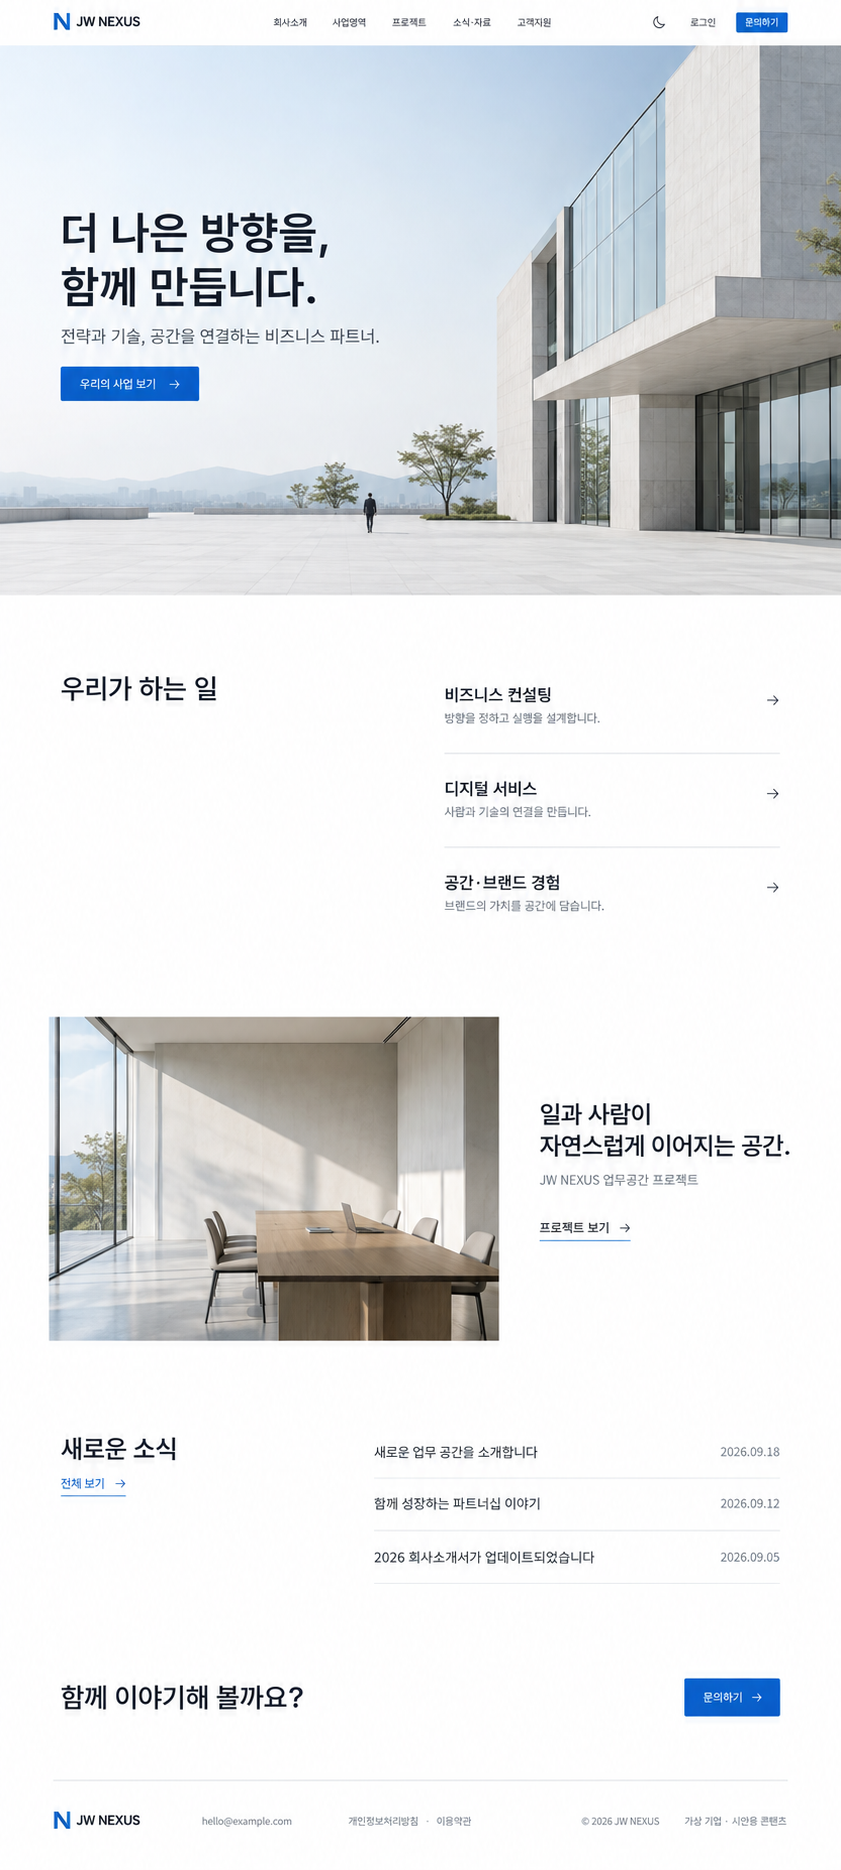 JW NEXUS
회사소개
사업영역
프로젝트
소식·자료
고객지원
로그인
문의하기
더 나은 방향을,
함께 만듭니다.
전략과 기술, 공간을 연결하는 비즈니스 파트너.
우리의 사업 보기 →
우리가 하는 일
비즈니스 컨설팅
방향을 정하고 실행을 설계합니다.
→
디지털 서비스
사람과 기술의 연결을 만듭니다.
→
공간·브랜드 경험
브랜드의 가치를 공간에 담습니다.
→
일과 사람이
자연스럽게 이어지는 공간.
JW NEXUS 업무공간 프로젝트
프로젝트 보기 →
새로운 소식
전체 보기 →
새로운 업무 공간을 소개합니다 2026.09.18
함께 성장하는 파트너십 이야기 2026.09.12
2026 회사소개서가 업데이트되었습니다 2026.09.05
함께 이야기해 볼까요?
문의하기 →
JW NEXUS
hello@example.com
개인정보처리방침 · 이용약관
© 2026 JW NEXUS
가상 기업 · 시안용 콘텐츠